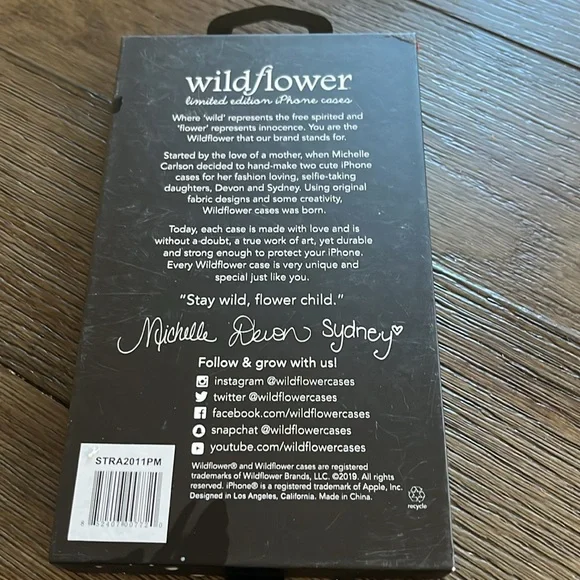 wildflower
limited edition iPhone cases
Where 'wild' represents the free spirited and
'flower' represents innocence. You are the
Wildflower that our brand stands for.
Started by the love of a mother, when Michelle
Carlson decided to hand-make two cute iPhone
cases for her fashion loving, selfie-taking
daughters, Devon and Sydney. Using original
fabric designs and some creativity,
Wildflower cases was born.
Today, each case is made with love and is
without a-doubt, a true work of art, yet durable
and strong enough to protect your iPhone.
Every Wildflower case is very unique and
special just like you.
"Stay wild, flower child."
Michelle Devon Sydney
Follow & grow with us!
instagram @wildflowercases
twitter @wildflowercases
facebook.com/wildflowercases
snapchat @wildflowercases
youtube.com/wildflowercases
Wildflower® and Wildflower cases are registered
trademarks of Wildflower Brands, LLC. ©2019. All rights
reserved. iPhone® is a registered trademark of Apple, Inc.
Designed in Los Angeles, California. Made in China.
recycle
STRA2011PM
8 52407 00772 0